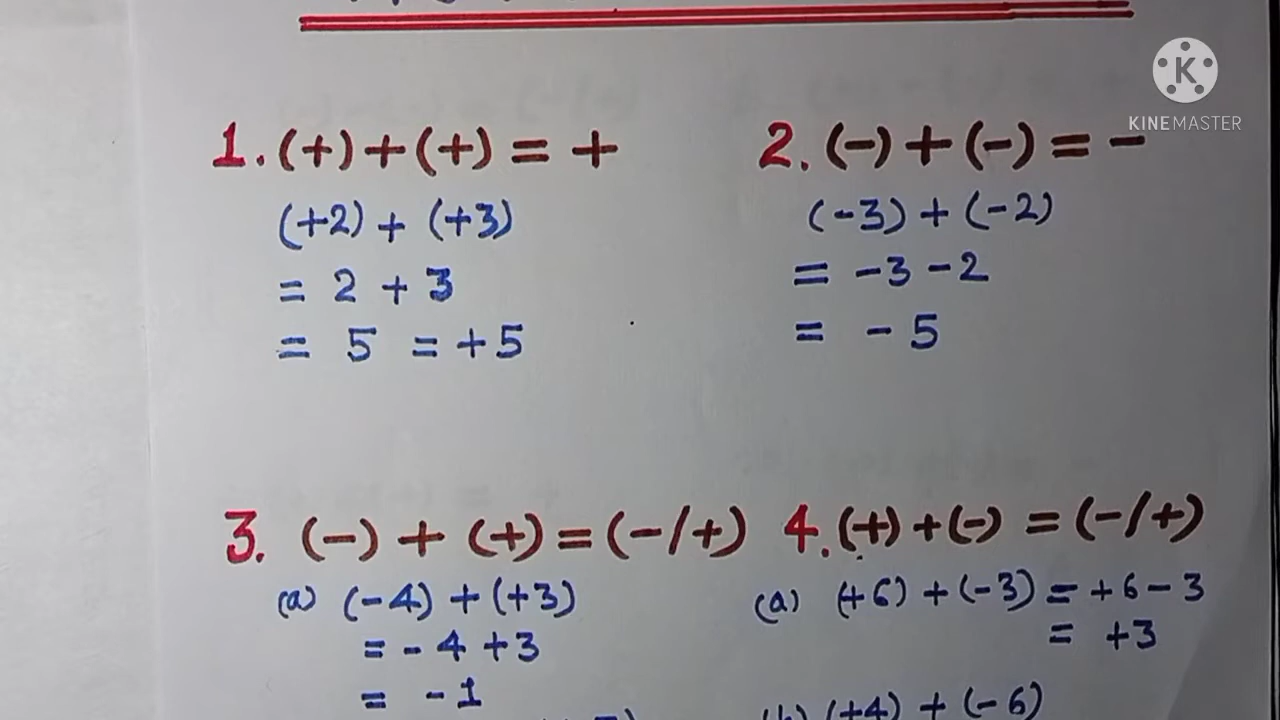 KINEMASTER
1. (+) + (+) = +
(+2) + (+3)
= 2 + 3
= 5 = +5
2. (-) + (-) = -
(-3) + (-2)
= -3 -2
= -5
3. (-) + (+) = (-/+)
(a) (-4) + (+3)
= -4 +3
= -1
4. (+) + (-) = (-/+)
(a) (+6) + (-3) = +6 - 3
= +3
(b) (+4) + (-6)